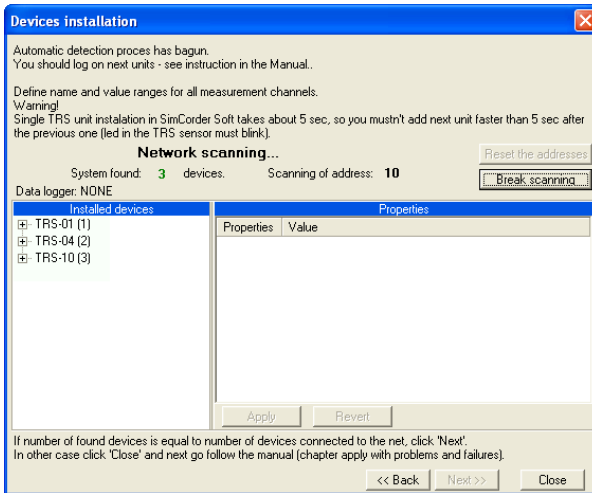 Devices installation
Automatic detection proces has bagun.
You should log on next units - see instruction in the Manual..
Define name and value ranges for all measurement channels.
Warning!
Single TRS unit instalation in SimCorder Soft takes about 5 sec, so you mustn't add next unit faster than 5 sec after
the previous one (led in the TRS sensor must blink).
Network scanning...
Reset the addresses
System found: 3 devices. Scanning of address: 10
Break scanning
Data logger: NONE
Installed devices
Properties
TRS-01 (1)
TRS-04 (2)
TRS-10 (3)
Properties Value
Apply Revert
If number of found devices is equal to number of devices connected to the net, click 'Next'.
In other case click 'Close' and next go follow the manual (chapter apply with problems and failures).
<< Back Next >> Close